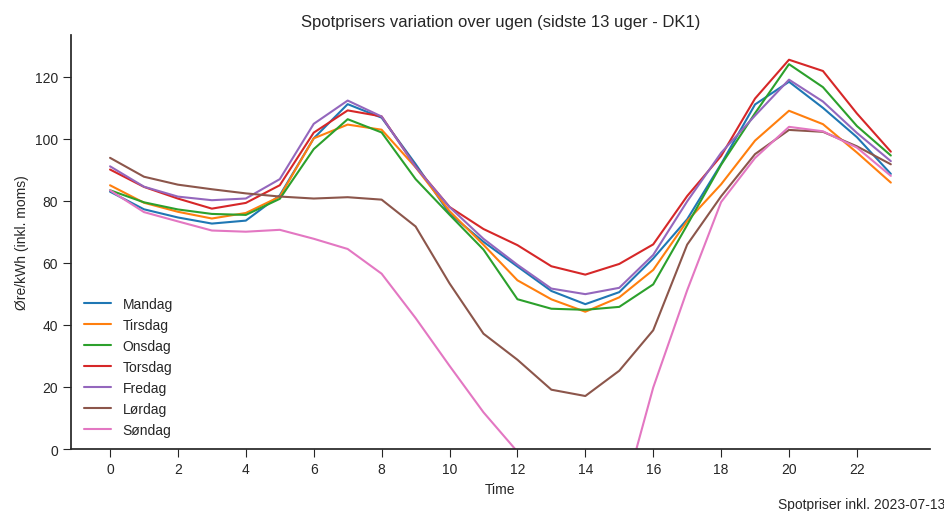 Spotprisers variation over ugen (sidste 13 uger - DK1)
Øre/kWh (inkl. moms)
120
100
80
60
40
20
0
Mandag
Tirsdag
Onsdag
Torsdag
Fredag
Lørdag
Søndag
0 2 4 6 8 10 12 14 16 18 20 22
Time
Spotpriser inkl. 2023-07-13